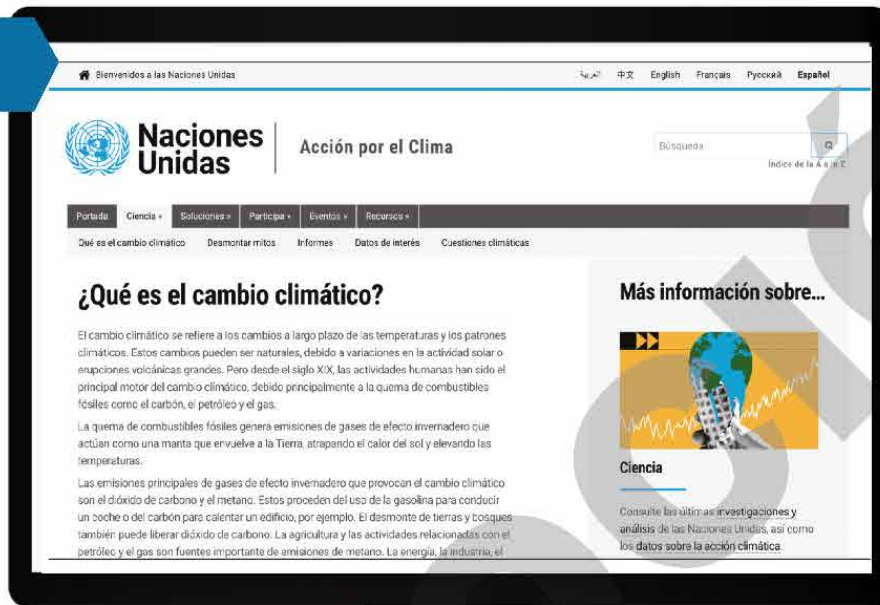 Bienvenidos a las Naciones Unidas
العربية 中文 English Français Русский Español
Naciones
Unidas
Acción por el Clima
Búsqueda
Índice de la A a la Z
Portada Ciencia » Soluciones » Participa » Eventos » Recursos »
Qué es el cambio climático Desmontar mitos Informes Datos de interés Cuestiones climáticas
¿Qué es el cambio climático?
El cambio climático se refiere a los cambios a largo plazo de las temperaturas y los patrones
climáticos. Estos cambios pueden ser naturales, debido a variaciones en la actividad solar o
erupciones volcánicas grandes. Pero desde el siglo XIX, las actividades humanas han sido el
principal motor del cambio climático, debido principalmente a la quema de combustibles
fósiles como el carbón, el petróleo y el gas.
La quema de combustibles fósiles genera emisiones de gases de efecto invernadero que
actúan como una manta que envuelve a la Tierra, atrapando el calor del sol y elevando las
temperaturas.
Las emisiones principales de gases de efecto invernadero que provocan el cambio climático
son el dióxido de carbono y el metano. Estos proceden del uso de la gasolina para conducir
un coche o del carbón para calentar un edificio, por ejemplo. El desmonte de tierras y bosques
también puede liberar dióxido de carbono. La agricultura y las actividades relacionadas con el
petróleo y el gas son fuentes importante de emisiones de metano. La energía, la industria, el
Más información sobre...
Ciencia
Consulte las últimas investigaciones y
análisis de las Naciones Unidas, así como
los datos sobre la acción climática.